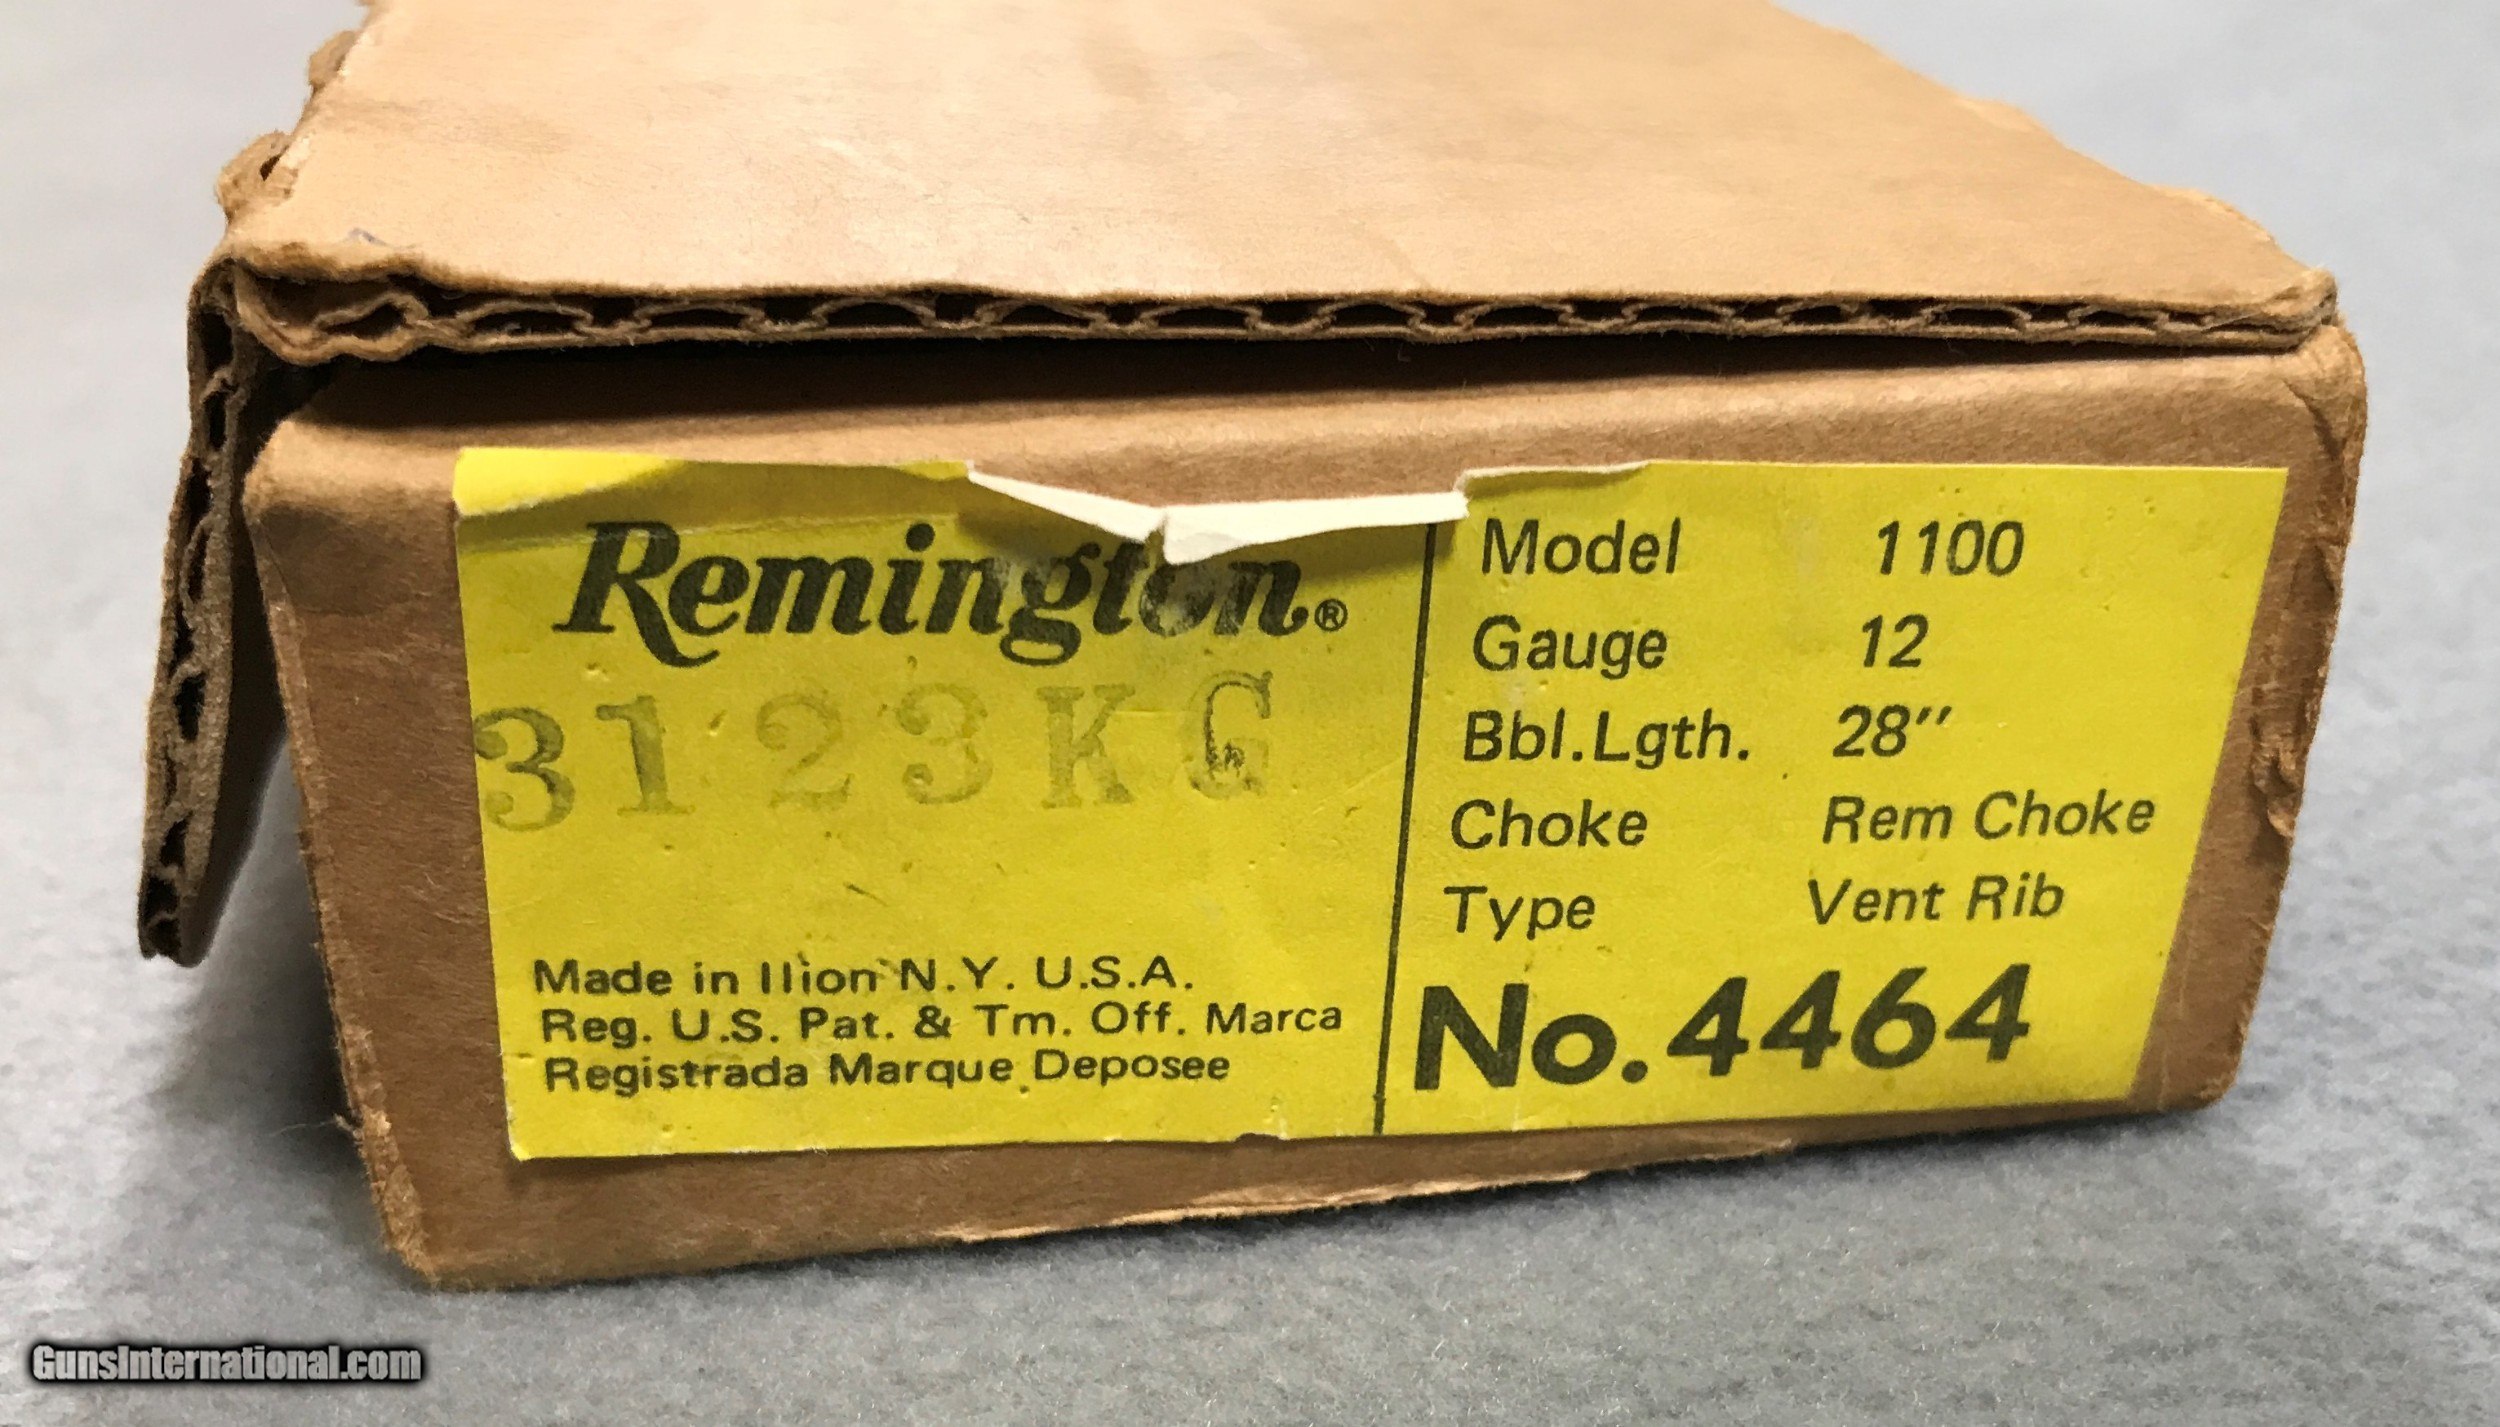 Remington®
3123KG
Made in Ilion N.Y. U.S.A.
Reg. U.S. Pat. & Tm. Off. Marca
Registrada Marque Deposee
Model 1100
Gauge 12
Bbl.Lgth. 28"
Choke Rem Choke
Type Vent Rib
No.4464
GunsInternational.com